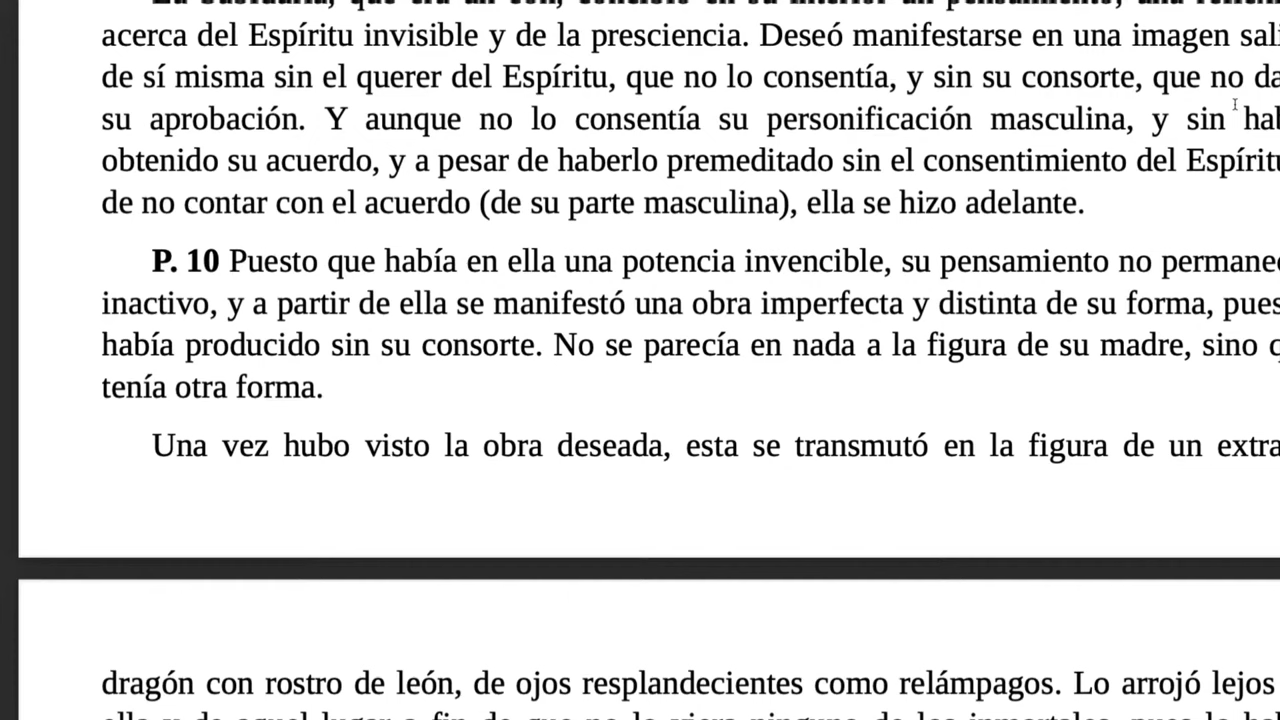 acerca del Espíritu invisible y de la presciencia. Deseó manifestarse en una imagen
de sí misma sin el querer del Espíritu, que no lo consentía, y sin su consorte, que no
su aprobación. Y aunque no lo consentía su personificación masculina, y sin
obtenido su acuerdo, y a pesar de haberlo premeditado sin el consentimiento del
de no contar con el acuerdo (de su parte masculina), ella se hizo adelante.
P. 10 Puesto que había en ella una potencia invencible, su pensamiento no
inactivo, y a partir de ella se manifestó una obra imperfecta y distinta de su forma, pues
había producido sin su consorte. No se parecía en nada a la figura de su madre, sino
tenía otra forma.
Una vez hubo visto la obra deseada, esta se transmutó en la figura de un
dragón con rostro de león, de ojos resplandecientes como relámpagos. Lo arrojó lejos